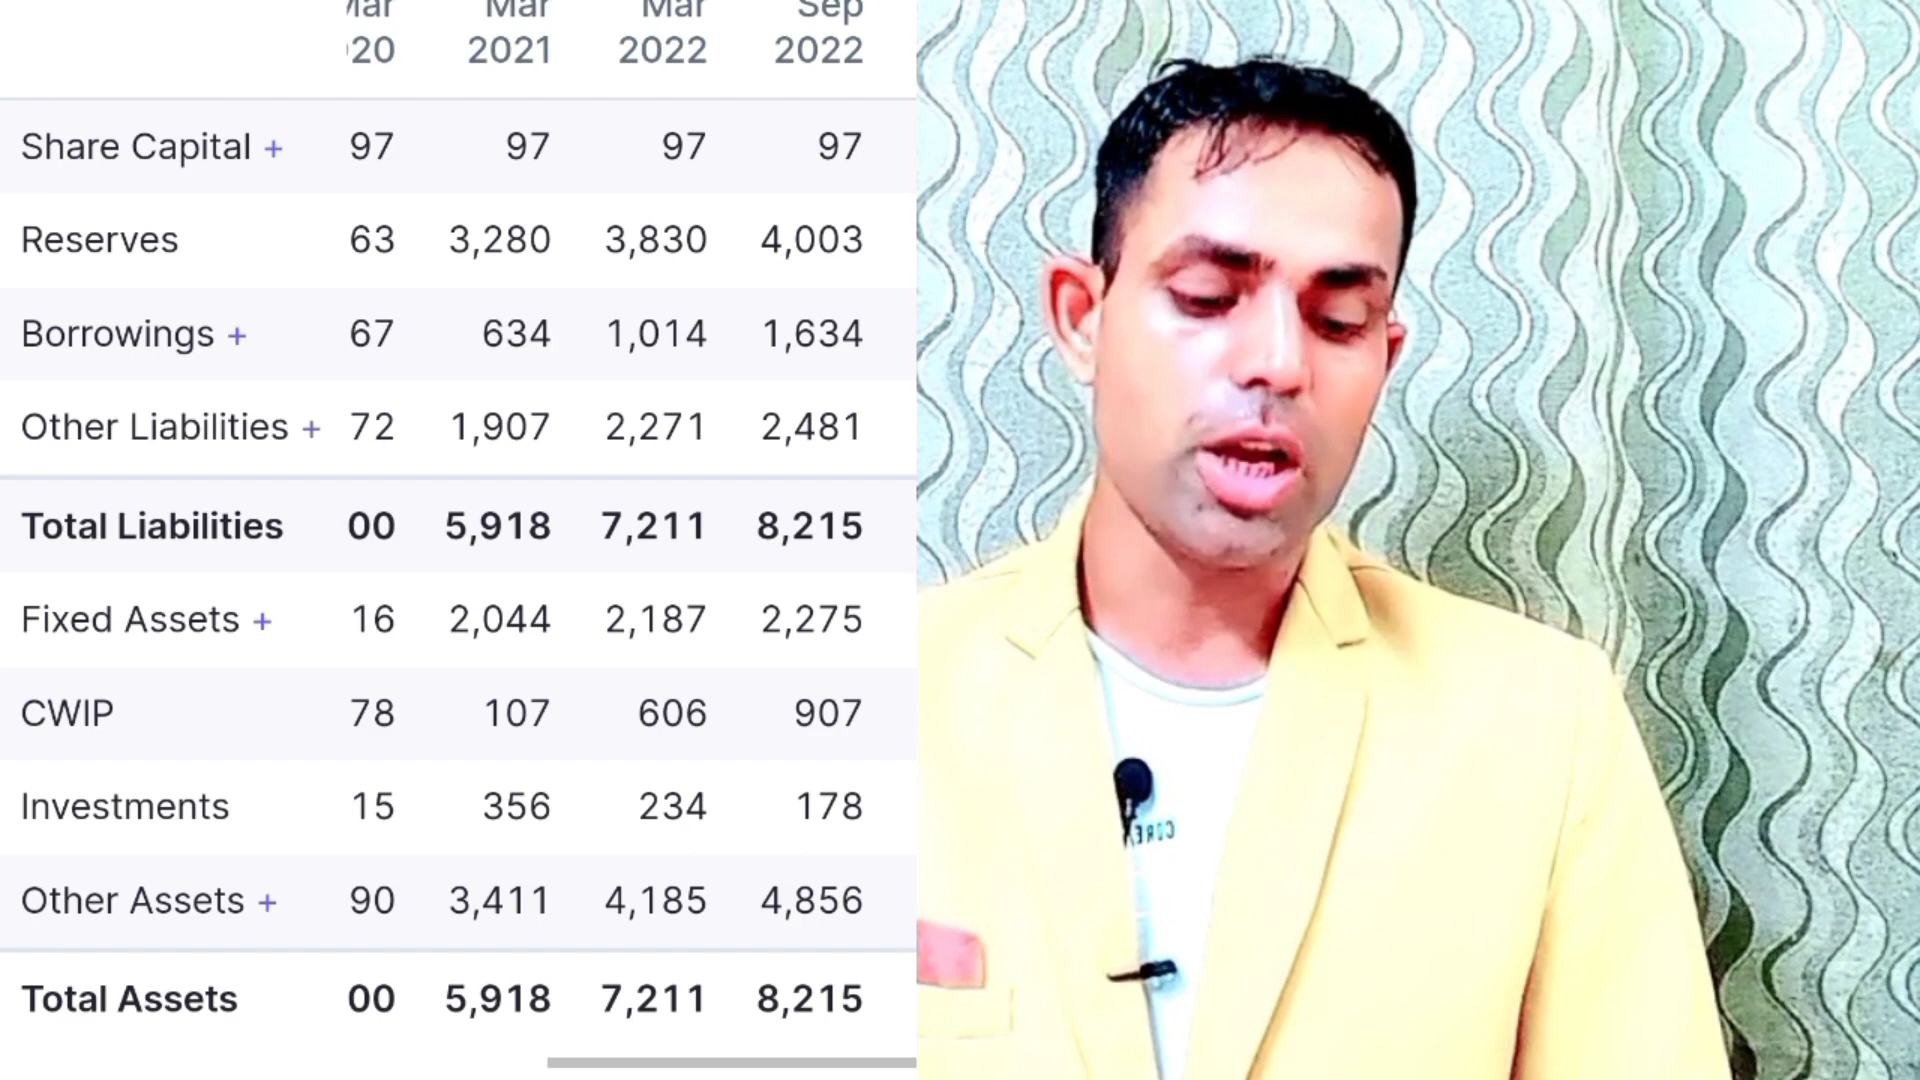 Mar Mar Sep
20 2021 2022 2022
Share Capital + 97 97 97 97
Reserves 63 3,280 3,830 4,003
Borrowings + 67 634 1,014 1,634
Other Liabilities + 72 1,907 2,271 2,481
Total Liabilities 00 5,918 7,211 8,215
Fixed Assets + 16 2,044 2,187 2,275
CWIP 78 107 606 907
Investments 15 356 234 178
Other Assets + 90 3,411 4,185 4,856
Total Assets 00 5,918 7,211 8,215
CORE